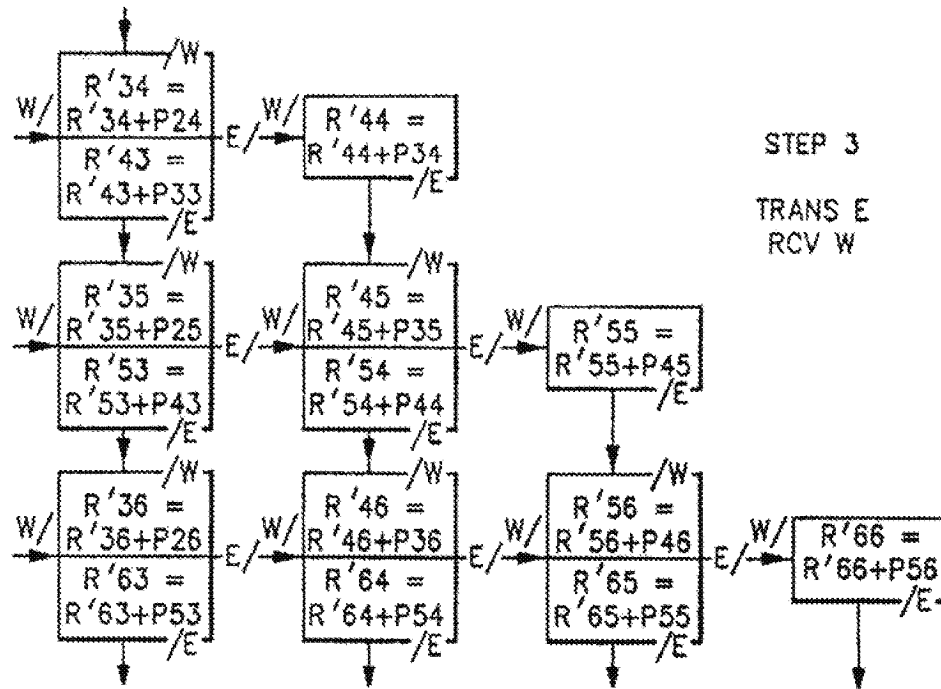 /W
R'34 =
W/ R'34+P24 E/
R'43 =
R'43+P33
/E
W/ R'44 =
R'44+P34
/E
STEP 3
TRANS E
RCV W
/W
R'35 =
W/ R'35+P25 E/
R'53 =
R'53+P43
/E
/W
R'45 =
W/ R'45+P35 E/
R'54 =
R'54+P44
/E
W/ R'55 =
R'55+P45
/E
/W
R'36 =
W/ R'36+P26 E/
R'63 =
R'63+P53
/E
/W
R'46 =
W/ R'46+P36 E/
R'64 =
R'64+P54
/E
/W
R'56 =
W/ R'56+P46 E/
R'65 =
R'65+P55
/E
W/ R'66 =
R'66+P56
/E